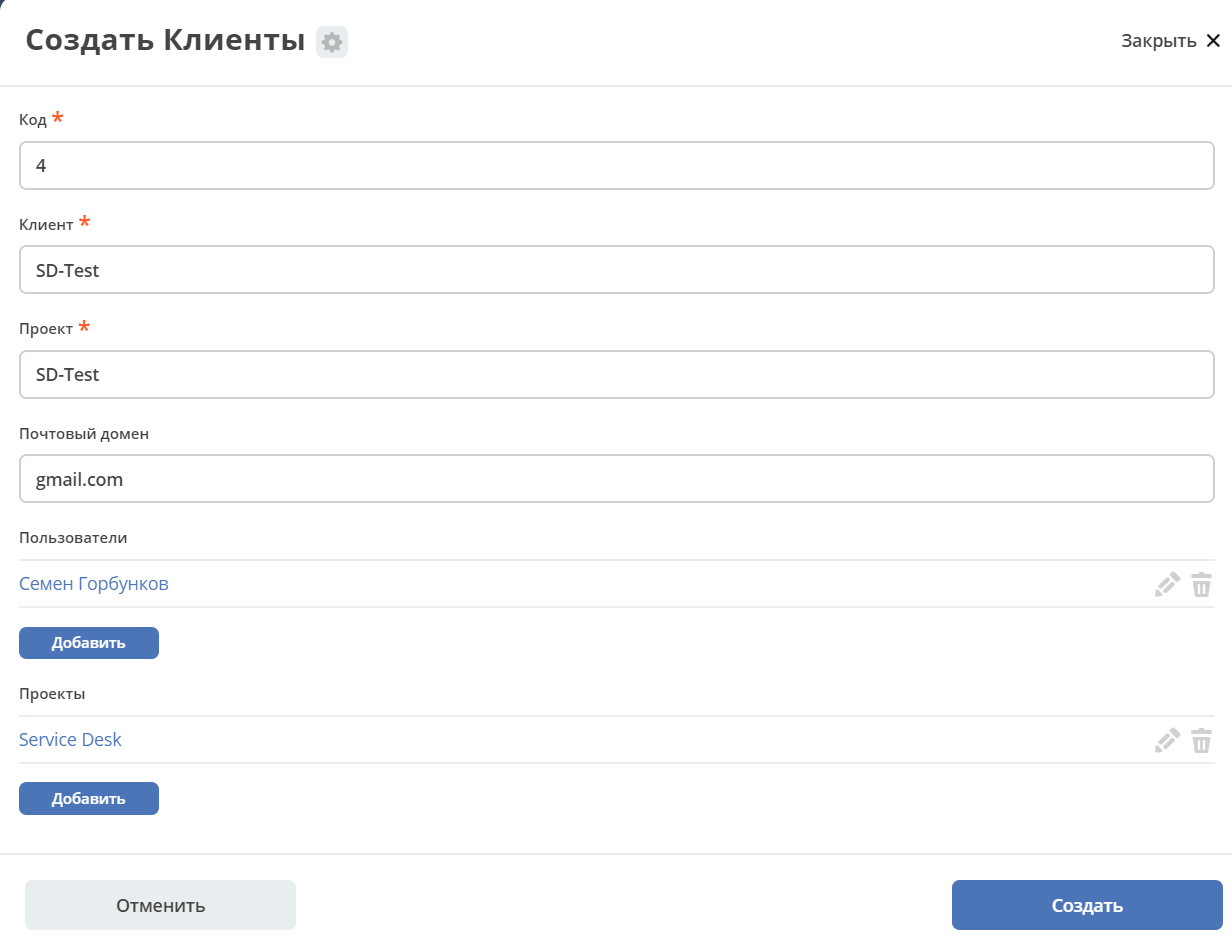 Создать Клиенты
Закрыть
Код *
4
Клиент *
SD-Test
Проект *
SD-Test
Почтовый домен
gmail.com
Пользователи
Семен Горбунков
Добавить
Проекты
Service Desk
Добавить
Отменить
Создать